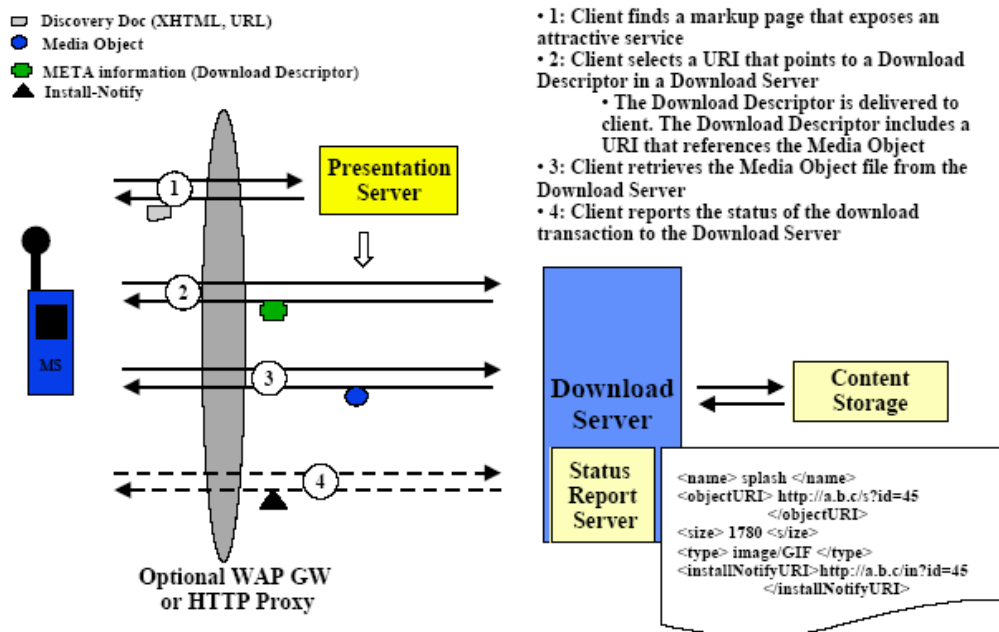 Discovery Doc (XHTML, URL)
Media Object
META information (Download Descriptor)
Install-Notify
• 1: Client finds a markup page that exposes an
attractive service
• 2: Client selects a URI that points to a Download
Descriptor in a Download Server
• The Download Descriptor is delivered to
client. The Download Descriptor includes a
URI that references the Media Object
• 3: Client retrieves the Media Object file from the
Download Server
• 4: Client reports the status of the download
transaction to the Download Server
1
Presentation
Server
2
MS
3
4
Optional WAP GW
or HTTP Proxy
Download
Server
Content
Storage
Status
Report
Server
<name> splash </name>
<objectURI> http://a.b.c/s?id=45
</objectURI>
<size> 1780 <s/ize>
<type> image/GIF </type>
<installNotifyURI>http://a.b.c/in?id=45
</installNotifyURI>